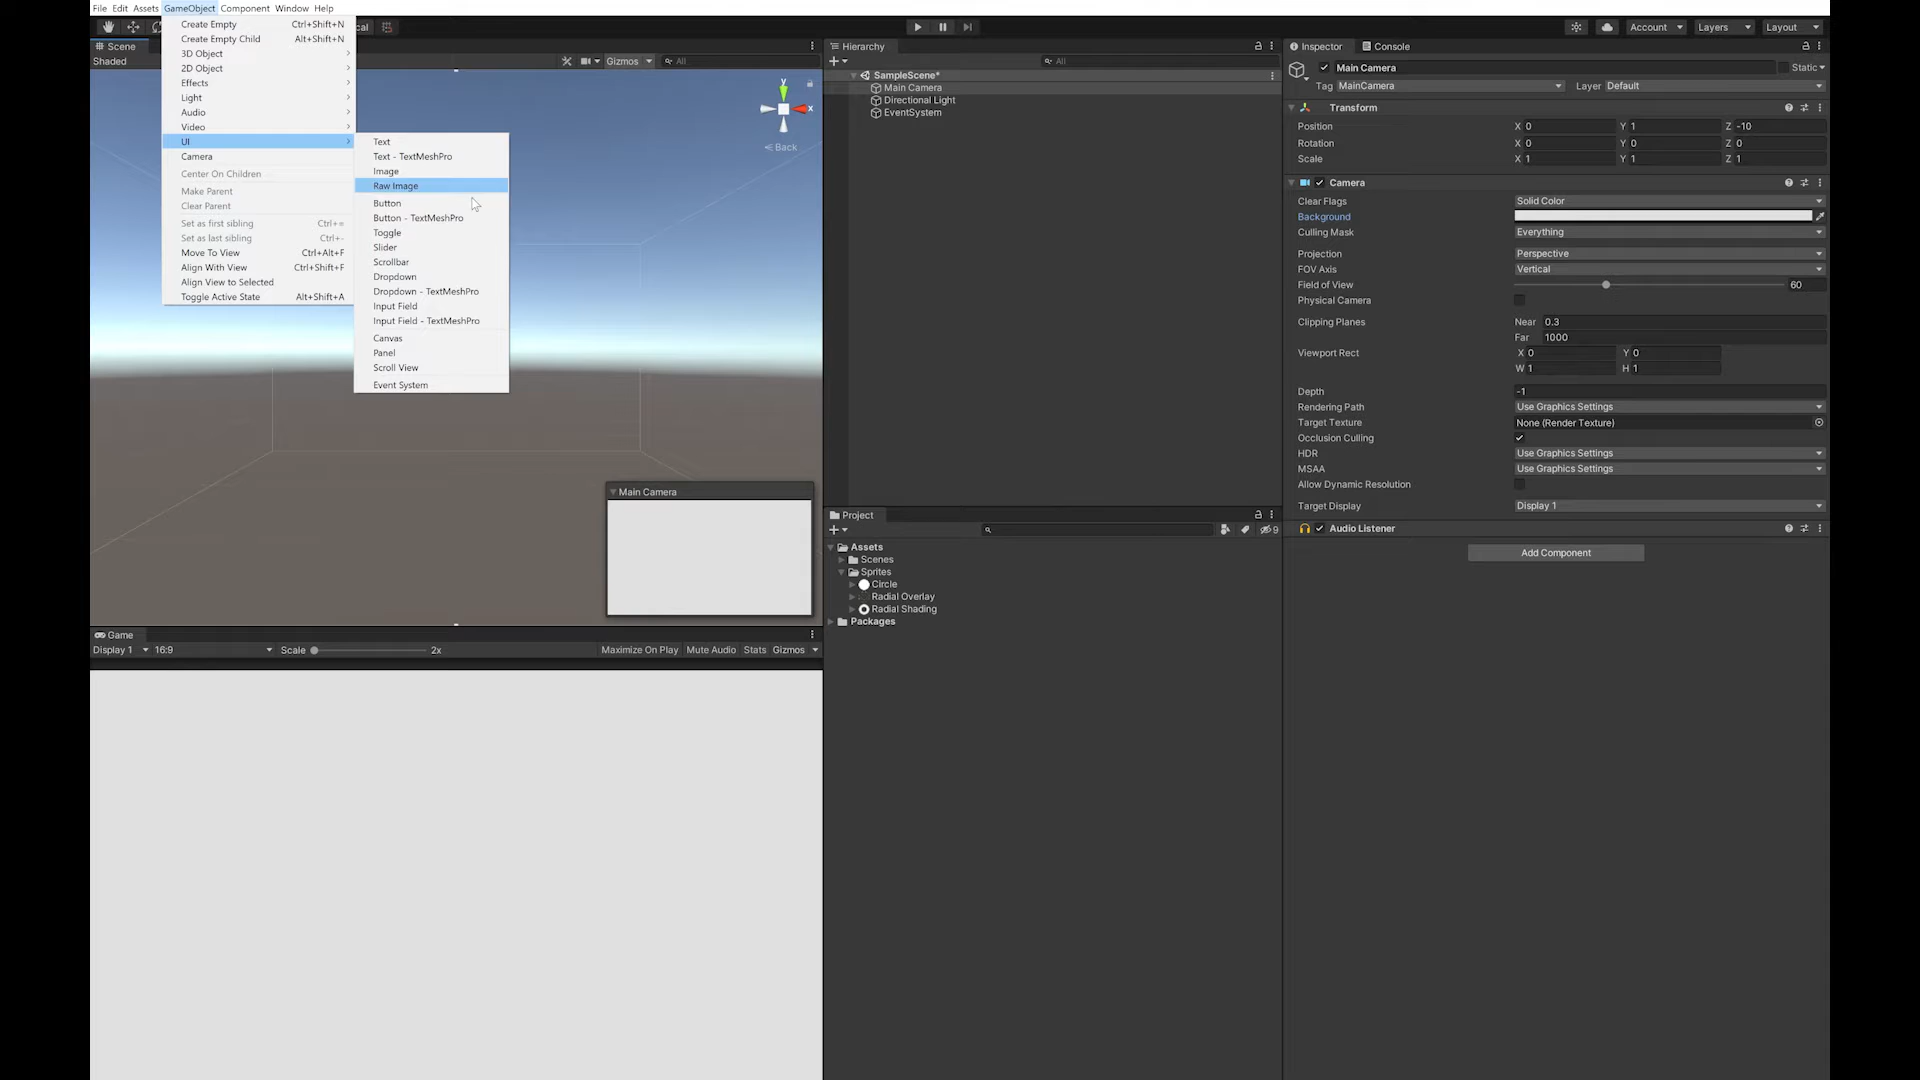 File Edit Assets GameObject Component Window Help
Create Empty Ctrl+Shift+N
Create Empty Child Alt+Shift+N
3D Object
2D Object
Effects
Light
Audio
Video
UI
Camera
Center On Children
Make Parent
Clear Parent
Set as first sibling Ctrl+=
Set as last sibling Ctrl+-
Move To View Ctrl+Alt+F
Align With View Ctrl+Shift+F
Align View to Selected
Toggle Active State Alt+Shift+A
Text
Text - TextMeshPro
Image
Raw Image
Button
Button - TextMeshPro
Toggle
Slider
Scrollbar
Dropdown
Dropdown - TextMeshPro
Input Field
Input Field - TextMeshPro
Canvas
Panel
Scroll View
Event System
Account Layers Layout
Scene
Shaded Gizmos All
y
x
Back
Main Camera
Game
Display 1 16:9 Scale 2x Maximize On Play Mute Audio Stats Gizmos
Hierarchy
All
SampleScene*
Main Camera
Directional Light
EventSystem
Project
9
Assets
Scenes
Sprites
Circle
Radial Overlay
Radial Shading
Packages
Inspector Console
Main Camera Static
Tag MainCamera Layer Default
Transform
Position X 0 Y 1 Z -10
Rotation X 0 Y 0 Z 0
Scale X 1 Y 1 Z 1
Camera
Clear Flags Solid Color
Background
Culling Mask Everything
Projection Perspective
FOV Axis Vertical
Field of View 60
Physical Camera
Clipping Planes Near 0.3
Far 1000
Viewport Rect X 0 Y 0
W 1 H 1
Depth -1
Rendering Path Use Graphics Settings
Target Texture None (Render Texture)
Occlusion Culling
HDR Use Graphics Settings
MSAA Use Graphics Settings
Allow Dynamic Resolution
Target Display Display 1
Audio Listener
Add Component